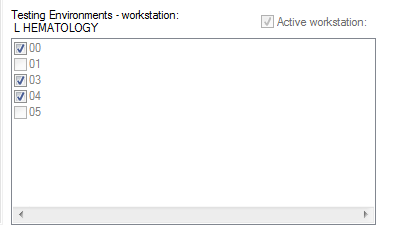 Testing Environments - workstation:
L HEMATOLOGY
Active workstation:
00
01
03
04
05